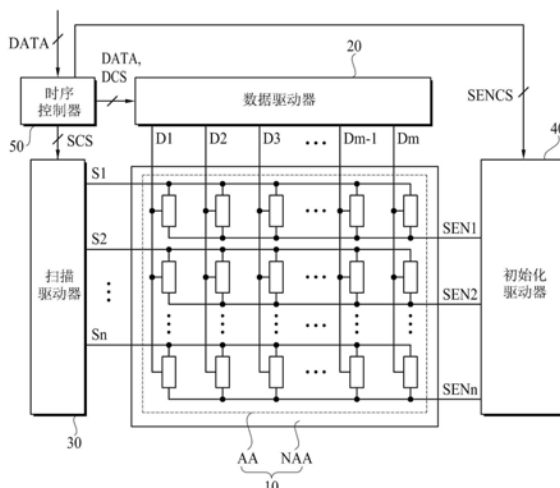 DATA
DATA,
DCS
20
时序
控制器
数据驱动器
SENCS
50
SCS
D1 D2 D3 ··· Dm-1 Dm
40
S1
SEN1
S2
扫描
驱动器
SEN2
初始化
驱动器
Sn
SENn
30
AA NAA
10